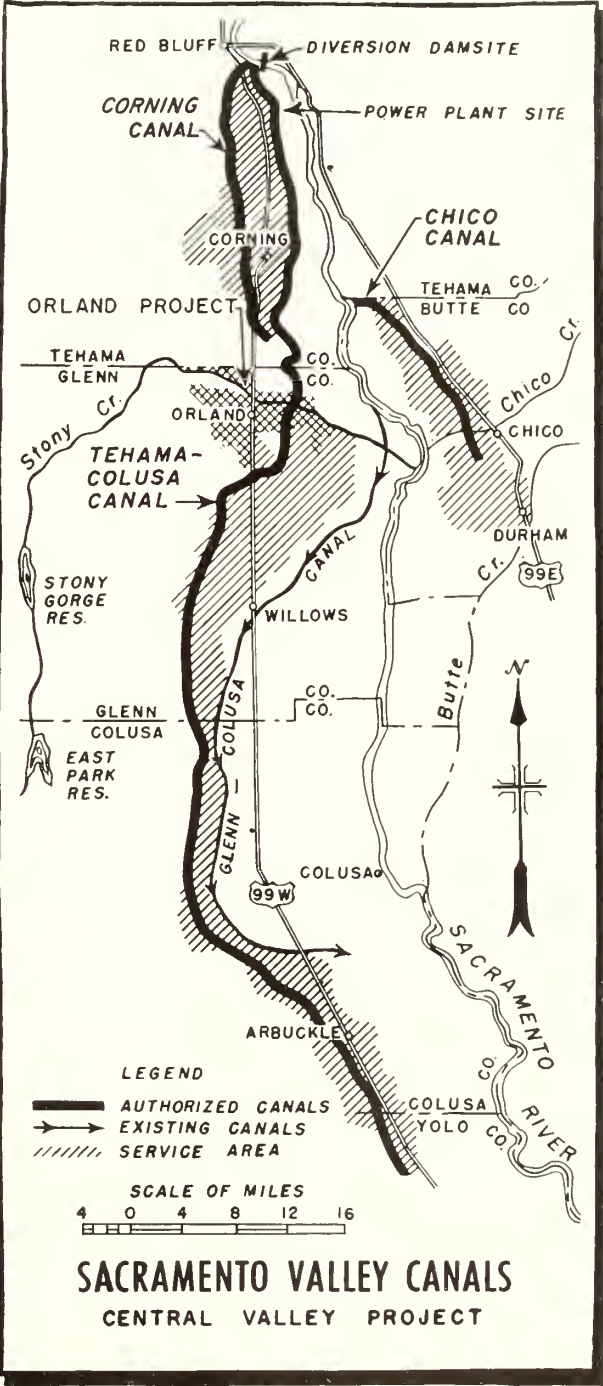 RED BLUFF
DIVERSION DAMSITE
CORNING
CANAL
POWER PLANT SITE
CHICO
CANAL
CORNING
TEHAMA CO.
BUTTE CO
ORLAND PROJECT
TEHAMA CO.
GLENN CO.
Chico Cr.
Stony Cr.
ORLAND
CHICO
TEHAMA-
COLUSA
CANAL
DURHAM
99E
STONY
GORGE
RES.
WILLOWS
GLENN - COLUSA CANAL
Butte Cr.
N
GLENN CO.
COLUSA CO.
EAST
PARK
RES.
COLUSA
99W
SACRAMENTO RIVER
ARBUCKLE
COLUSA CO.
YOLO CO.
LEGEND
AUTHORIZED CANALS
EXISTING CANALS
SERVICE AREA
SCALE OF MILES
4 0 4 8 12 16
SACRAMENTO VALLEY CANALS
CENTRAL VALLEY PROJECT